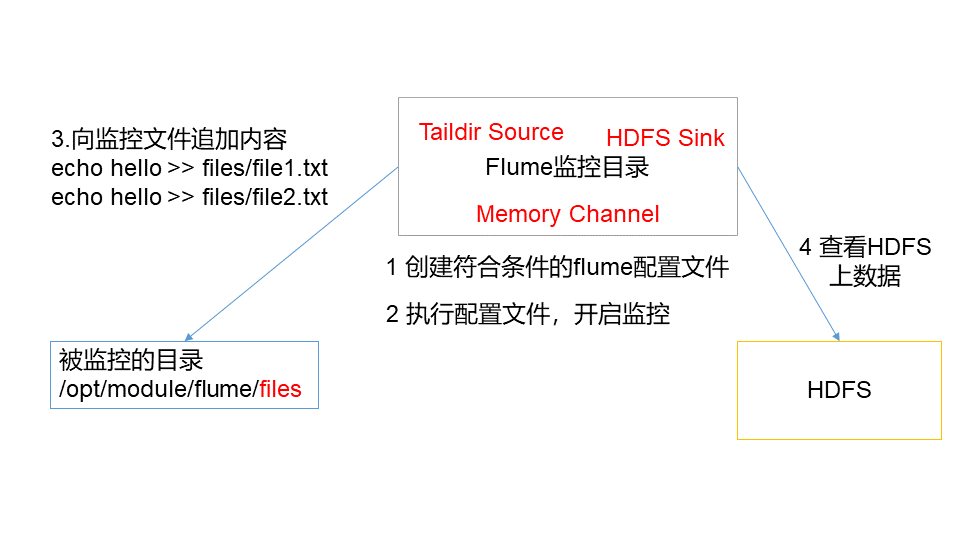 3.向监控文件追加内容
echo hello >> files/file1.txt
echo hello >> files/file2.txt
Taildir Source
HDFS Sink
Flume监控目录
Memory Channel
1 创建符合条件的flume配置文件
2 执行配置文件，开启监控
4 查看HDFS
上数据
被监控的目录
/opt/module/flume/files
HDFS